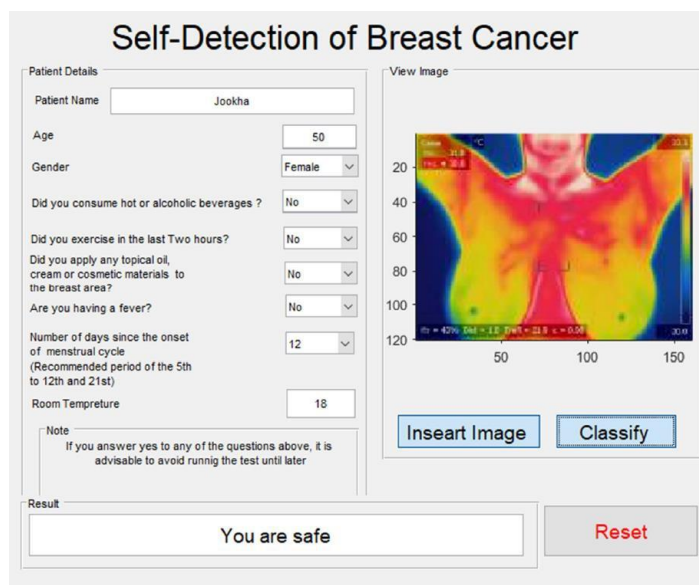 Self-Detection of Breast Cancer
Patient Details
Patient Name
Jookha
Age
50
Gender
Female
Did you consume hot or alcoholic beverages ?
No
Did you exercise in the last Two hours?
No
Did you apply any topical oil,
cream or cosmetic materials to
the breast area?
No
Are you having a fever?
No
Number of days since the onset
of menstrual cycle
(Recommended period of the 5th
to 12th and 21st)
12
Room Tempreture
18
Note
If you answer yes to any of the questions above, it is
advisable to avoid runnig the test until later
View Image
°C
20
40
60
80
100
120
50
100
150
Inseart Image
Classify
Result
You are safe
Reset